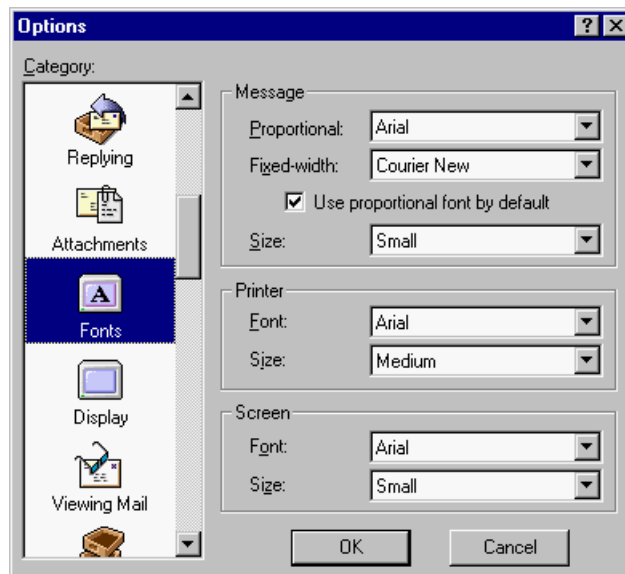 Options
Category:
Replying
Attachments
A
Fonts
Display
Viewing Mail
Message
Proportional: Arial
Fixed-width: Courier New
Use proportional font by default
Size: Small
Printer
Font: Arial
Size: Medium
Screen
Font: Arial
Size: Small
OK Cancel